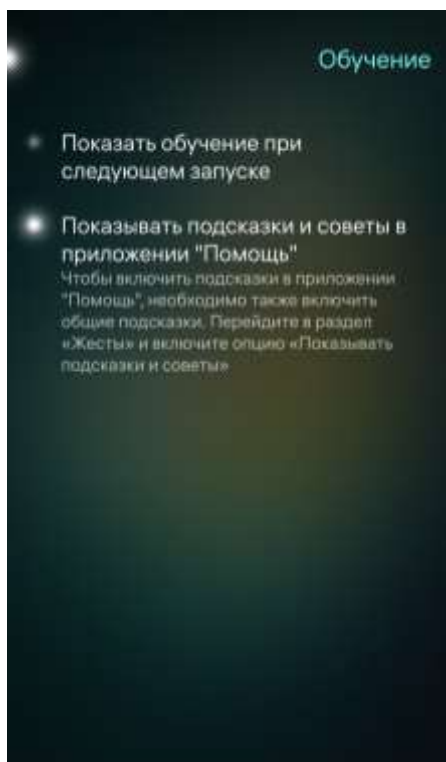 Обучение
Показать обучение при
следующем запуске
Показывать подсказки и советы в
приложении "Помощь"
Чтобы включить подсказки в приложении
"Помощь", необходимо также включить
общие подсказки. Перейдите в раздел
«Жесты» и включите опцию «Показывать
подсказки и советы»